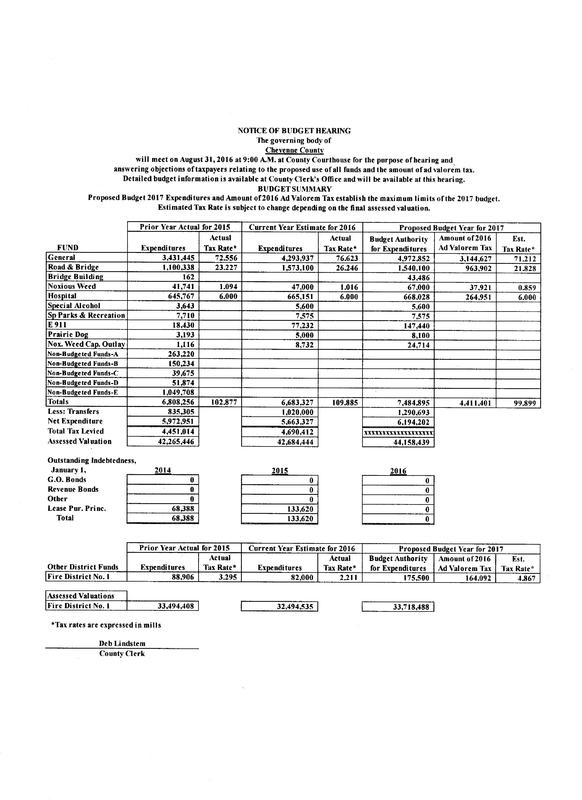 NOTICE OF BUDGET HEARING
The governing body of
Cheyenne County
will meet on August 31, 2016 at 9:00 A.M. at County Courthouse for the purpose of hearing and
answering objections of taxpayers relating to the proposed use of all funds and the amount of ad valorem tax.
Detailed budget information is available at County Clerk's Office and will be available at this hearing.
BUDGET SUMMARY
Proposed Budget 2017 Expenditures and Amount of 2016 Ad Valorem Tax establish the maximum limits of the 2017 budget.
Estimated Tax Rate is subject to change depending on the final assessed valuation.
Prior Year Actual for 2015 Current Year Estimate for 2016 Proposed Budget Year for 2017
Actual Actual Budget Authority Amount of 2016 Est.
FUND Expenditures Tax Rate* Expenditures Tax Rate* for Expenditures Ad Valorem Tax Tax Rate*
General 3,431,445 72.556 4,293,937 76.623 4,972,852 3,144,627 71.212
Road & Bridge 1,100,338 23.227 1,573,100 26.246 1,540,100 963,902 21.828
Bridge Building 162 43,486
Noxious Weed 41,741 1.094 47,000 1.016 67,000 37,921 0.859
Hospital 645,767 6.000 665,151 6.000 668,028 264,951 6.000
Special Alcohol 3,643 5,600 5,600
Sp Parks & Recreation 7,710 7,575 7,575
E 911 18,430 77,232 147,440
Prairie Dog 3,193 5,000 8,100
Nox. Weed Cap. Outlay 1,116 8,732 24,714
Non-Budgeted Funds-A 263,220
Non-Budgeted Funds-B 150,234
Non-Budgeted Funds-C 39,675
Non-Budgeted Funds-D 51,874
Non-Budgeted Funds-E 1,049,708
Totals 6,808,256 102.877 6,683,327 109.885 7,484,895 4,411,401 99.899
Less: Transfers 835,305 1,020,000 1,290,693
Net Expenditure 5,972,951 5,663,327 6,194,202
Total Tax Levied 4,451,014 4,690,412 xxxxxxxxxxxxxxxxxx
Assessed Valuation 42,265,446 42,684,444 44,158,439
Outstanding Indebtedness,
January 1, 2014 2015 2016
G.O. Bonds 0 0 0
Revenue Bonds 0 0 0
Other 0 0 0
Lease Pur. Princ. 68,388 133,620 0
Total 68,388 133,620 0
Prior Year Actual for 2015 Current Year Estimate for 2016 Proposed Budget Year for 2017
Actual Actual Budget Authority Amount of 2016 Est.
Other District Funds Expenditures Tax Rate* Expenditures Tax Rate* for Expenditures Ad Valorem Tax Tax Rate*
Fire District No. 1 88,906 3.295 82,000 2.211 175,500 164,092 4.867
Assessed Valuations
Fire District No. 1 33,494,408 32,494,535 33,718,488
*Tax rates are expressed in mills
Deb Lindstem
County Clerk